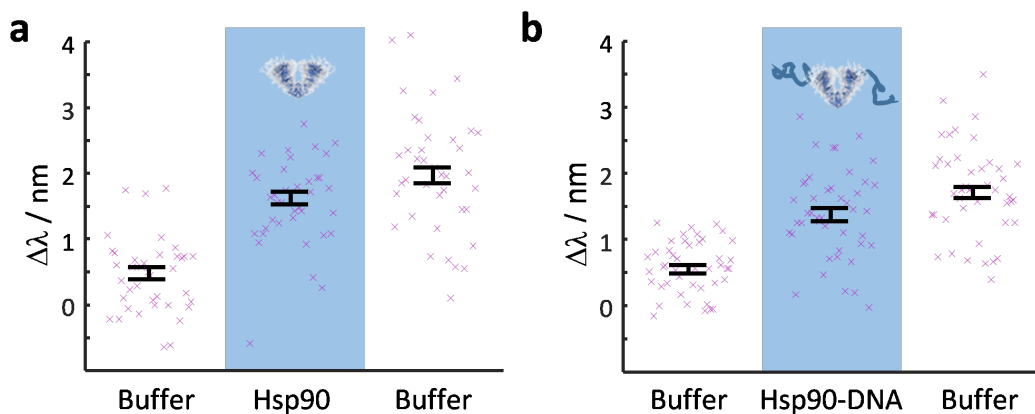 a
Δλ / nm
4
3
2
1
0
Buffer
Hsp90
Buffer
b
Δλ / nm
4
3
2
1
0
Buffer
Hsp90-DNA
Buffer